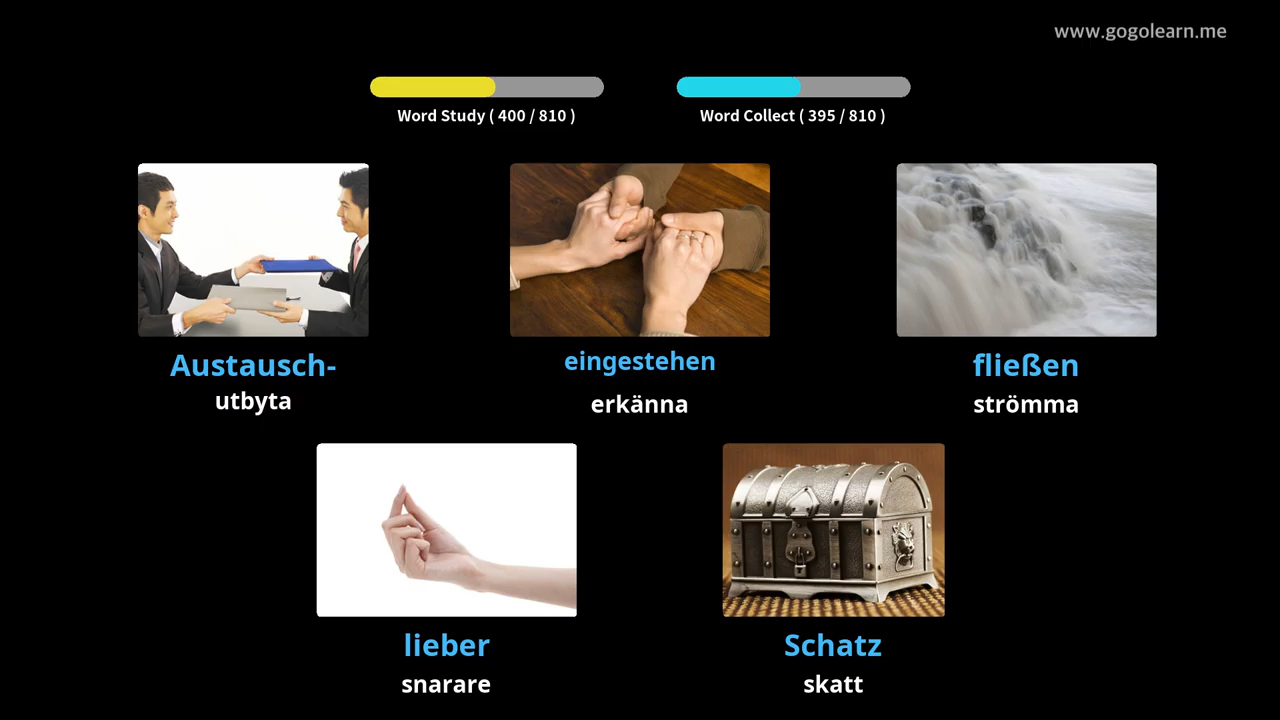 www.gogolearn.me
Word Study ( 400 / 810 )
Word Collect ( 395 / 810 )
Austausch-
utbyta
eingestehen
erkänna
fließen
strömma
lieber
snarare
Schatz
skatt